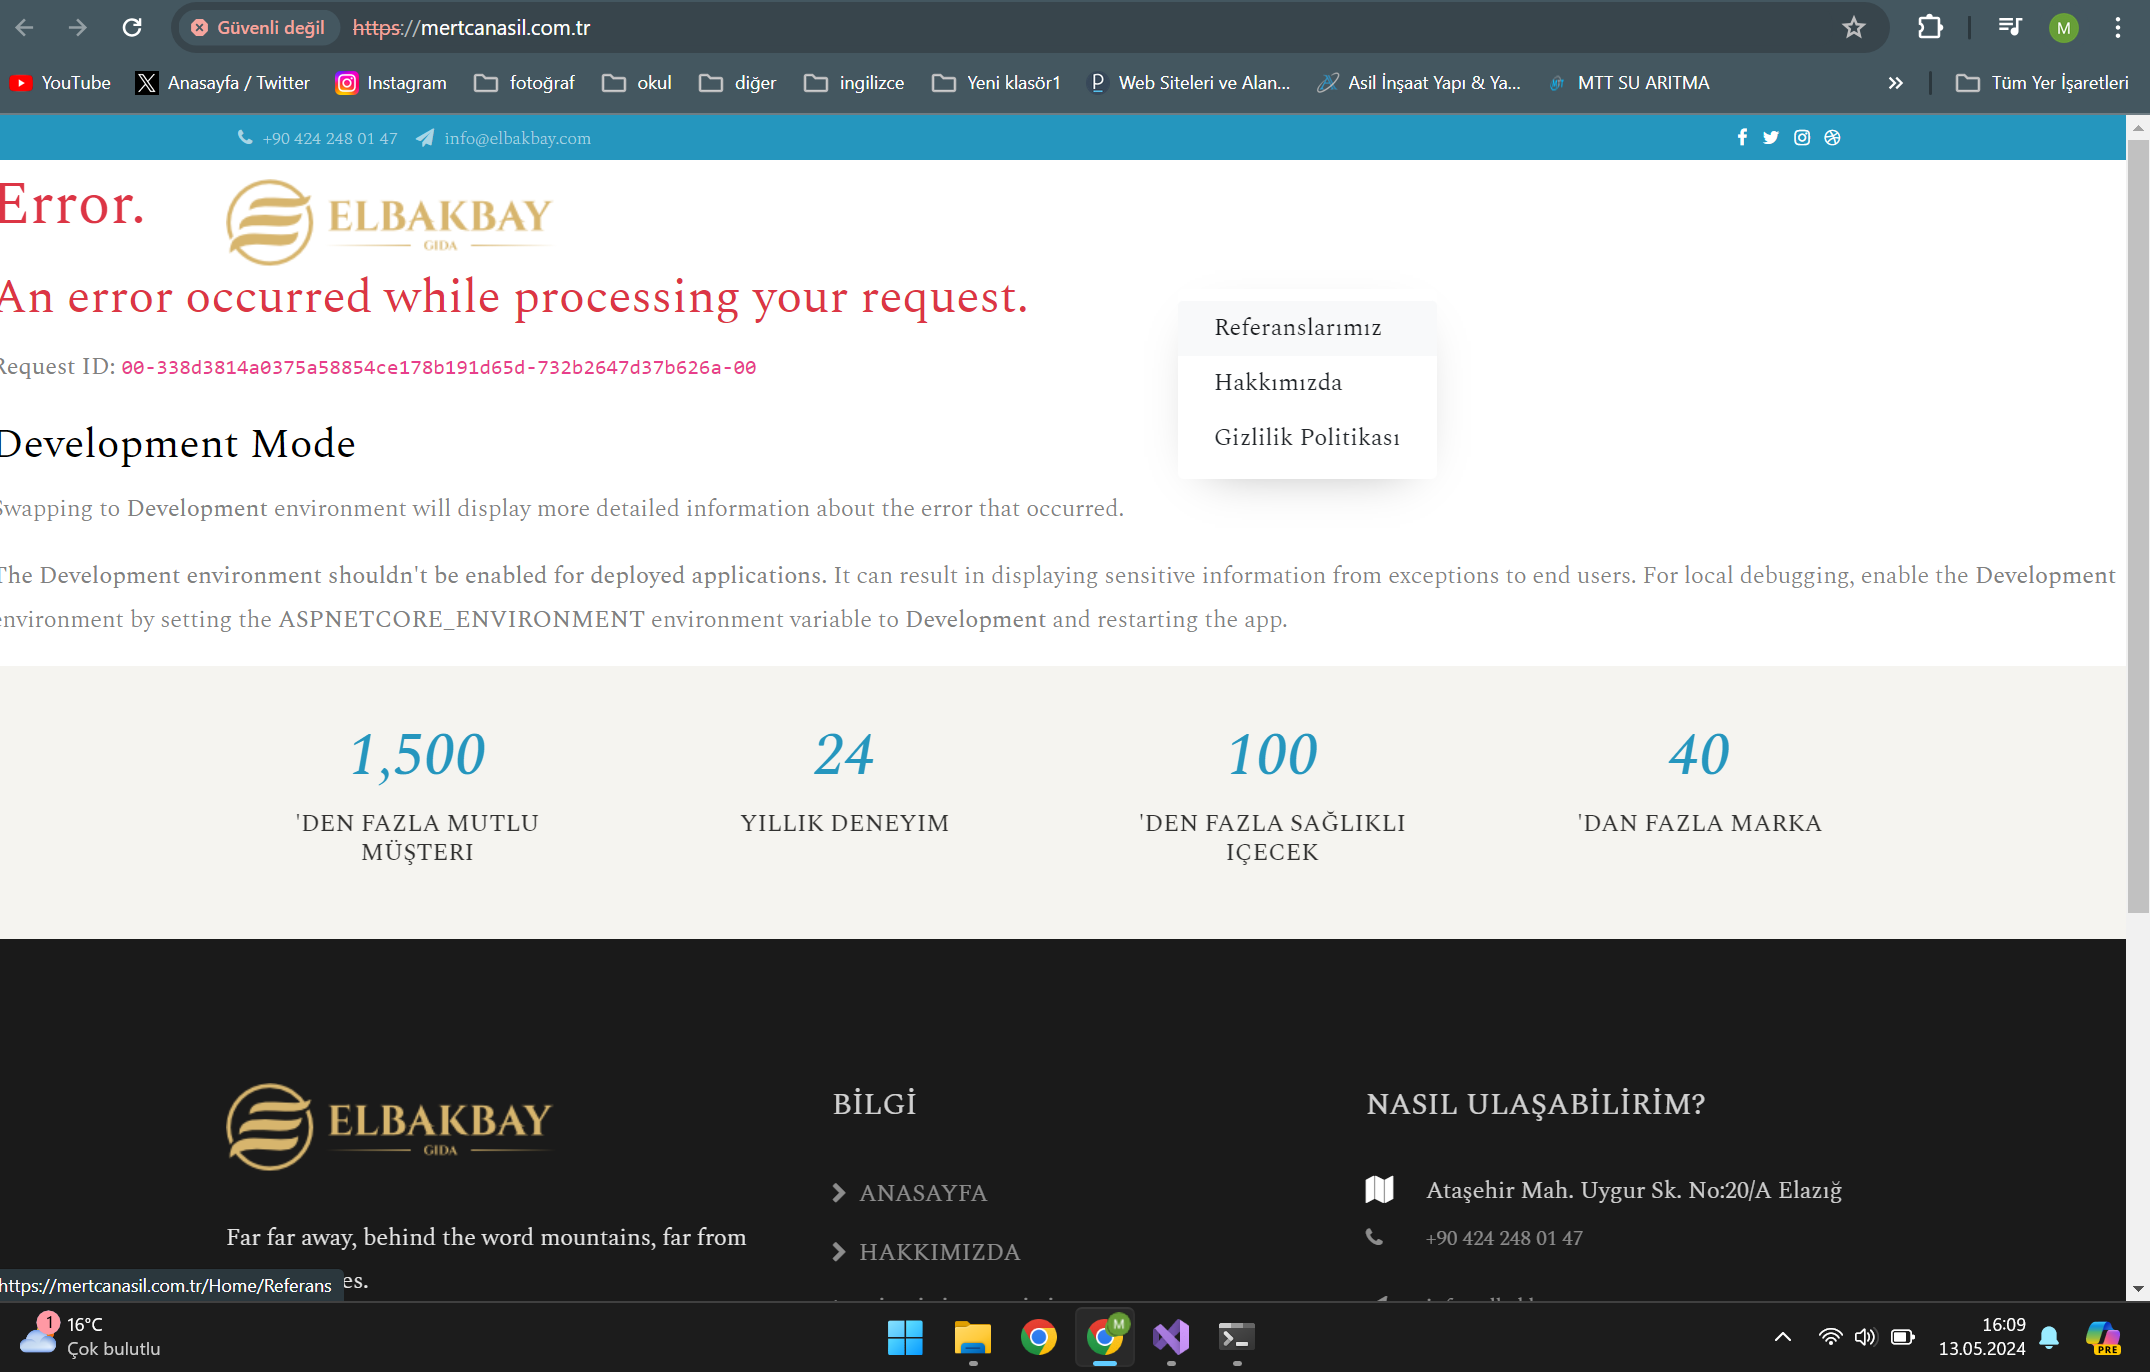 Güvenli değil
https://mertcanasil.com.tr
M
YouTube
Anasayfa / Twitter
Instagram
fotoğraf
okul
diğer
ingilizce
Yeni klasör1
Web Siteleri ve Alan...
Asil İnşaat Yapı & Ya...
MTT SU ARITMA
Tüm Yer İşaretleri
+90 424 248 01 47
info@elbakbay.com
Error.
ELBAKBAY
GIDA
An error occurred while processing your request.
Referanslarımız
Hakkımızda
Gizlilik Politikası
Request ID: 00-338d3814a0375a58854ce178b191d65d-732b2647d37b626a-00
Development Mode
Swapping to Development environment will display more detailed information about the error that occurred.
The Development environment shouldn't be enabled for deployed applications. It can result in displaying sensitive information from exceptions to end users. For local debugging, enable the Development
environment by setting the ASPNETCORE_ENVIRONMENT environment variable to Development and restarting the app.
1,500
'DEN FAZLA MUTLU
MÜŞTERI
24
YILLIK DENEYIM
100
'DEN FAZLA SAĞLIKLI
IÇECEK
40
'DAN FAZLA MARKA
ELBAKBAY
GIDA
Far far away, behind the word mountains, far from
es.
BİLGİ
ANASAYFA
HAKKIMIZDA
NASIL ULAŞABİLİRİM?
Ataşehir Mah. Uygur Sk. No:20/A Elazığ
+90 424 248 01 47
https://mertcanasil.com.tr/Home/Referans
1
16°C
Çok bulutlu
M
16:09
13.05.2024
PRE